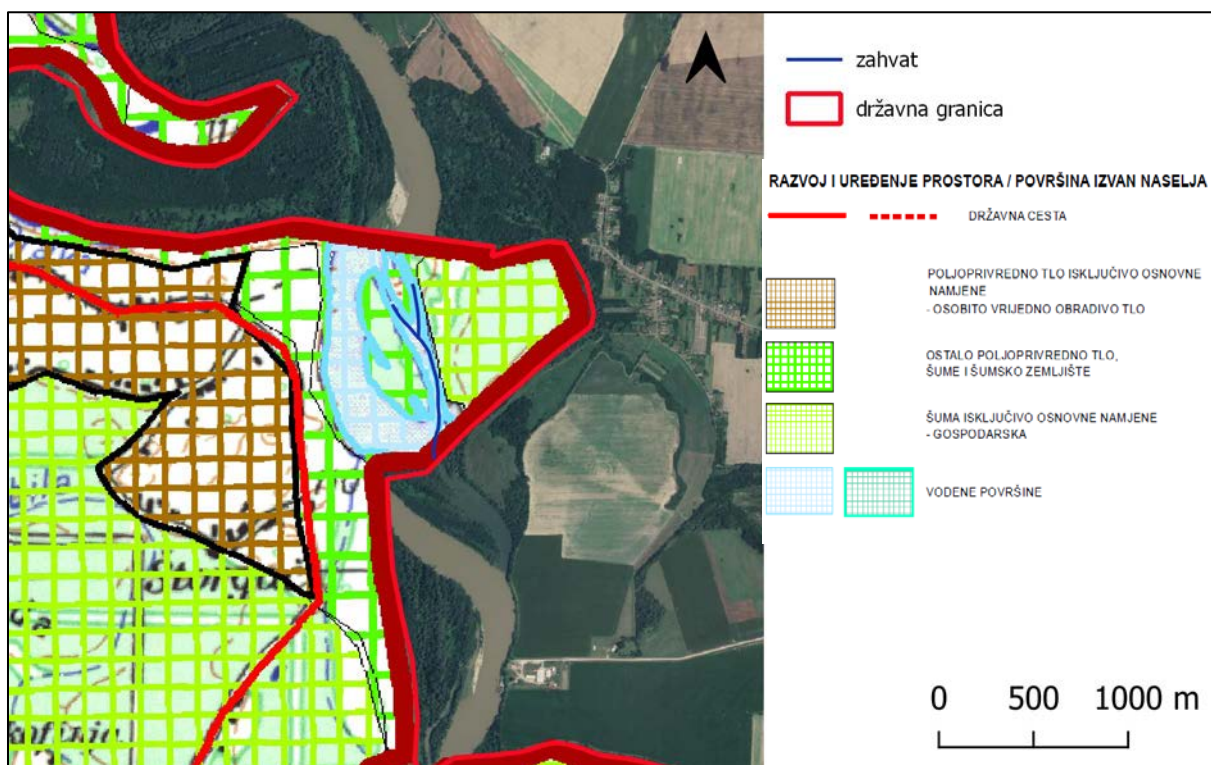 zahvat
državna granica
RAZVOJ I UREĐENJE PROSTORA / POVRŠINA IZVAN NASELJA
DRŽAVNA CESTA
POLJOPRIVREDNO TLO ISKLJUČIVO OSNOVNE
NAMJENE
- OSOBITO VRIJEDNO OBRADIVO TLO
OSTALO POLJOPRIVREDNO TLO,
ŠUME I ŠUMSKO ZEMLJIŠTE
ŠUMA ISKLJUČIVO OSNOVNE NAMJENE
- GOSPODARSKA
VODENE POVRŠINE
0 500 1000 m